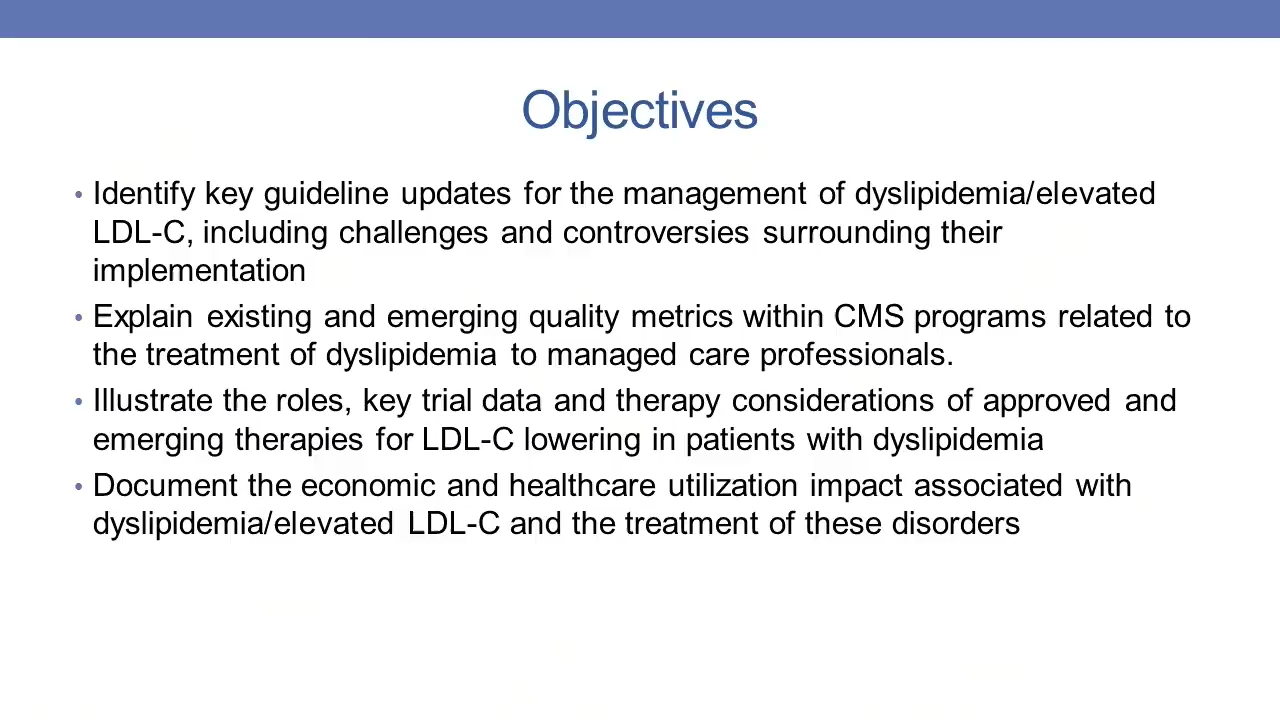 Objectives
• Identify key guideline updates for the management of dyslipidemia/elevated
LDL-C, including challenges and controversies surrounding their
implementation
• Explain existing and emerging quality metrics within CMS programs related to
the treatment of dyslipidemia to managed care professionals.
• Illustrate the roles, key trial data and therapy considerations of approved and
emerging therapies for LDL-C lowering in patients with dyslipidemia
• Document the economic and healthcare utilization impact associated with
dyslipidemia/elevated LDL-C and the treatment of these disorders